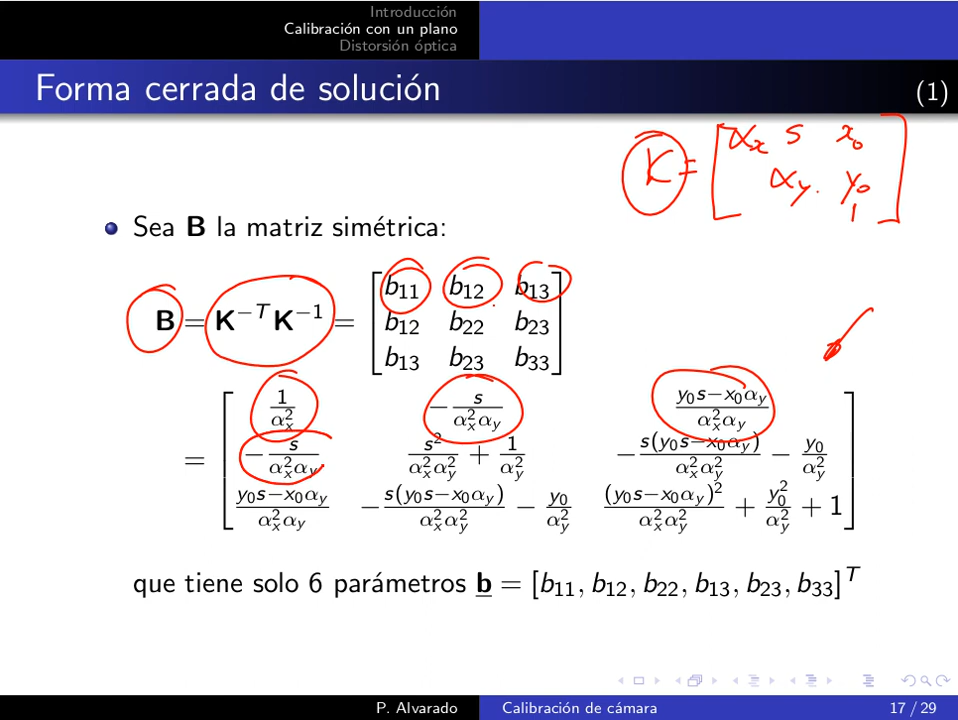 Introducción
Calibración con un plano
Distorsión óptica
Forma cerrada de solución (1)
K = [ αx s x0
αy y0
1 ]
Sea B la matriz simétrica:
B = K^{−T} K^{−1} = [ b11 b12 b13
b12 b22 b23
b13 b23 b33 ]
= [ 1/αx² −s/(αx²αy) (y0s−x0αy)/(αx²αy)
−s/(αx²αy) s²/(αx²αy²) + 1/αy² −s(y0s−x0αy)/(αx²αy²) − y0/αy²
(y0s−x0αy)/(αx²αy) −s(y0s−x0αy)/(αx²αy²) − y0/αy² (y0s−x0αy)²/(αx²αy²) + y0²/αy² + 1 ]
que tiene solo 6 parámetros b = [b11, b12, b22, b13, b23, b33]^T
P. Alvarado Calibración de cámara 17 / 29